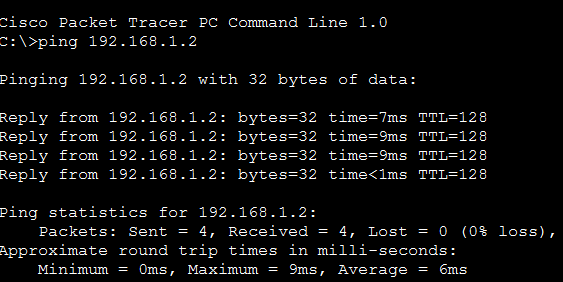 Cisco Packet Tracer PC Command Line 1.0
C:\>ping 192.168.1.2
Pinging 192.168.1.2 with 32 bytes of data:
Reply from 192.168.1.2: bytes=32 time=7ms TTL=128
Reply from 192.168.1.2: bytes=32 time=9ms TTL=128
Reply from 192.168.1.2: bytes=32 time=9ms TTL=128
Reply from 192.168.1.2: bytes=32 time<1ms TTL=128
Ping statistics for 192.168.1.2:
Packets: Sent = 4, Received = 4, Lost = 0 (0% loss),
Approximate round trip times in milli-seconds:
Minimum = 0ms, Maximum = 9ms, Average = 6ms